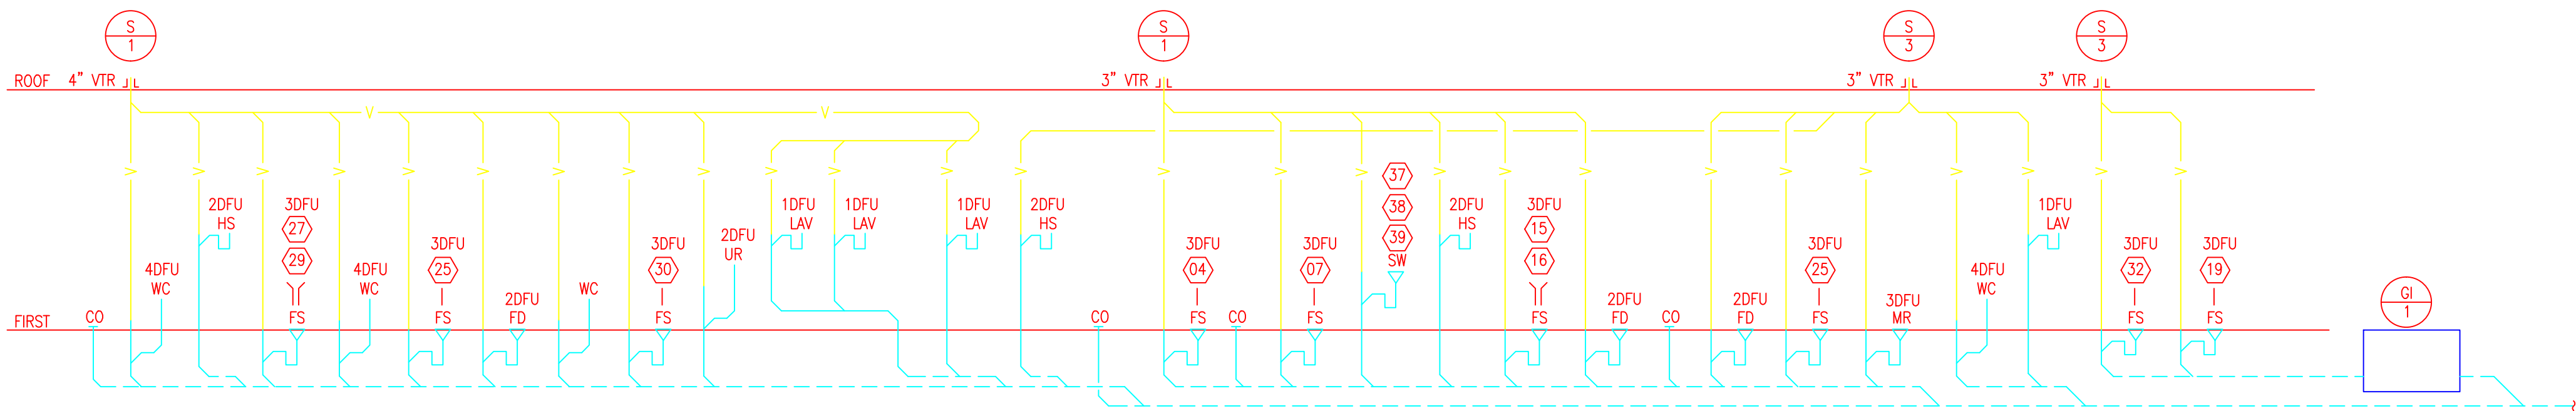 S S S S
1 1 3 3
ROOF 4" VTR 3" VTR 3" VTR 3" VTR
V V
V V V V V V V V V V V V V V V V V V V V V V V V V V
37
2DFU 3DFU 1DFU 1DFU 1DFU 2DFU 38 2DFU 3DFU 1DFU
HS 27 LAV LAV LAV HS HS 15 LAV
3DFU 3DFU 2DFU 3DFU 3DFU 39 3DFU 3DFU 3DFU
29 UR SW 16
4DFU 25 4DFU 30 04 07 25 4DFU 32 19
WC WC WC WC GI
2DFU 2DFU 2DFU 3DFU 1
FIRST CO FS FS FD FS CO FS CO FS FS FD CO FD FS MR FS FS